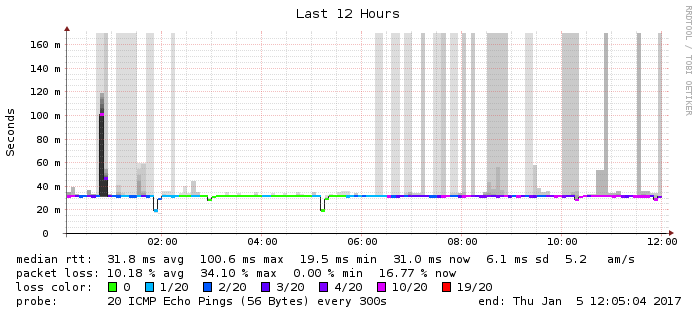 Last 12 Hours
RRDTOOL / TOBI OETIKER
Seconds
160 m
140 m
120 m
100 m
80 m
60 m
40 m
20 m
0
02:00 04:00 06:00 08:00 10:00 12:00
median rtt: 31.8 ms avg 100.6 ms max 19.5 ms min 31.0 ms now 6.1 ms sd 5.2 am/s
packet loss: 10.18 % avg 34.10 % max 0.00 % min 16.77 % now
loss color: 0 1/20 2/20 3/20 4/20 10/20 19/20
probe: 20 ICMP Echo Pings (56 Bytes) every 300s end: Thu Jan 5 12:05:04 2017